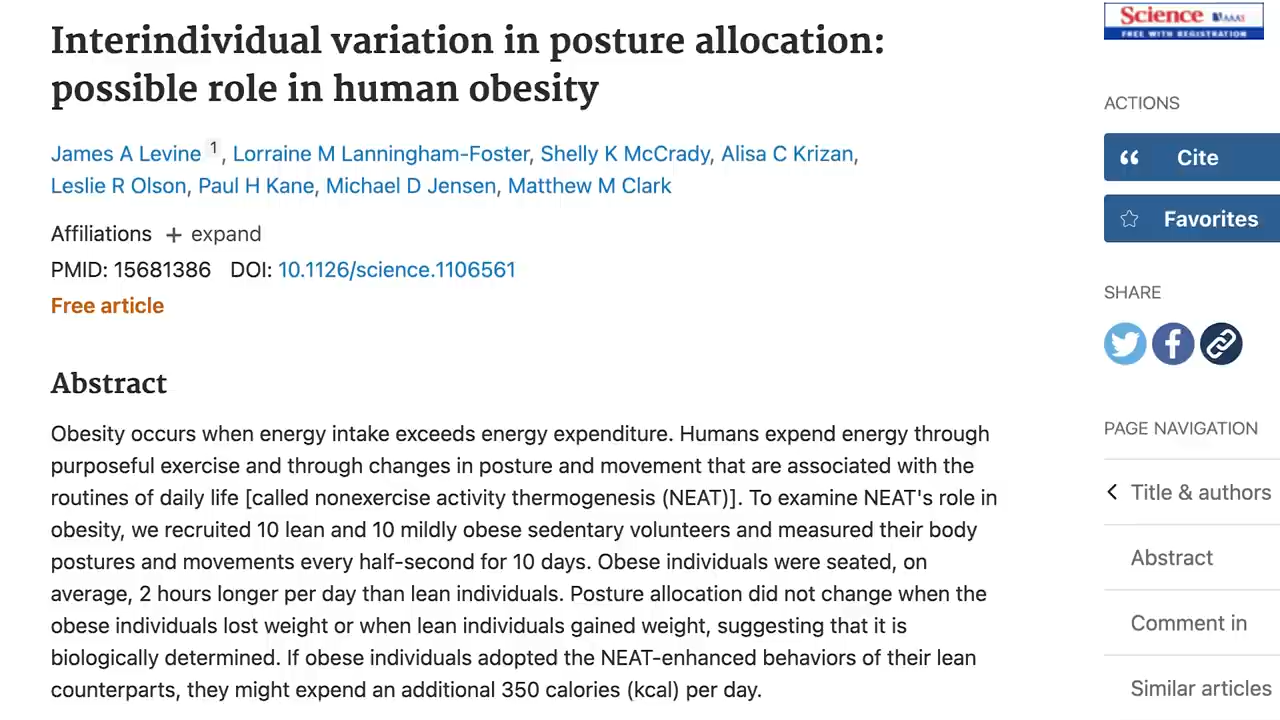 Interindividual variation in posture allocation:
possible role in human obesity
James A Levine 1, Lorraine M Lanningham-Foster, Shelly K McCrady, Alisa C Krizan,
Leslie R Olson, Paul H Kane, Michael D Jensen, Matthew M Clark
Affiliations + expand
PMID: 15681386 DOI: 10.1126/science.1106561
Free article
Abstract
Obesity occurs when energy intake exceeds energy expenditure. Humans expend energy through
purposeful exercise and through changes in posture and movement that are associated with the
routines of daily life [called nonexercise activity thermogenesis (NEAT)]. To examine NEAT's role in
obesity, we recruited 10 lean and 10 mildly obese sedentary volunteers and measured their body
postures and movements every half-second for 10 days. Obese individuals were seated, on
average, 2 hours longer per day than lean individuals. Posture allocation did not change when the
obese individuals lost weight or when lean individuals gained weight, suggesting that it is
biologically determined. If obese individuals adopted the NEAT-enhanced behaviors of their lean
counterparts, they might expend an additional 350 calories (kcal) per day.
Science AAAS
FREE WITH REGISTRATION
ACTIONS
Cite
Favorites
SHARE
PAGE NAVIGATION
Title & authors
Abstract
Comment in
Similar articles